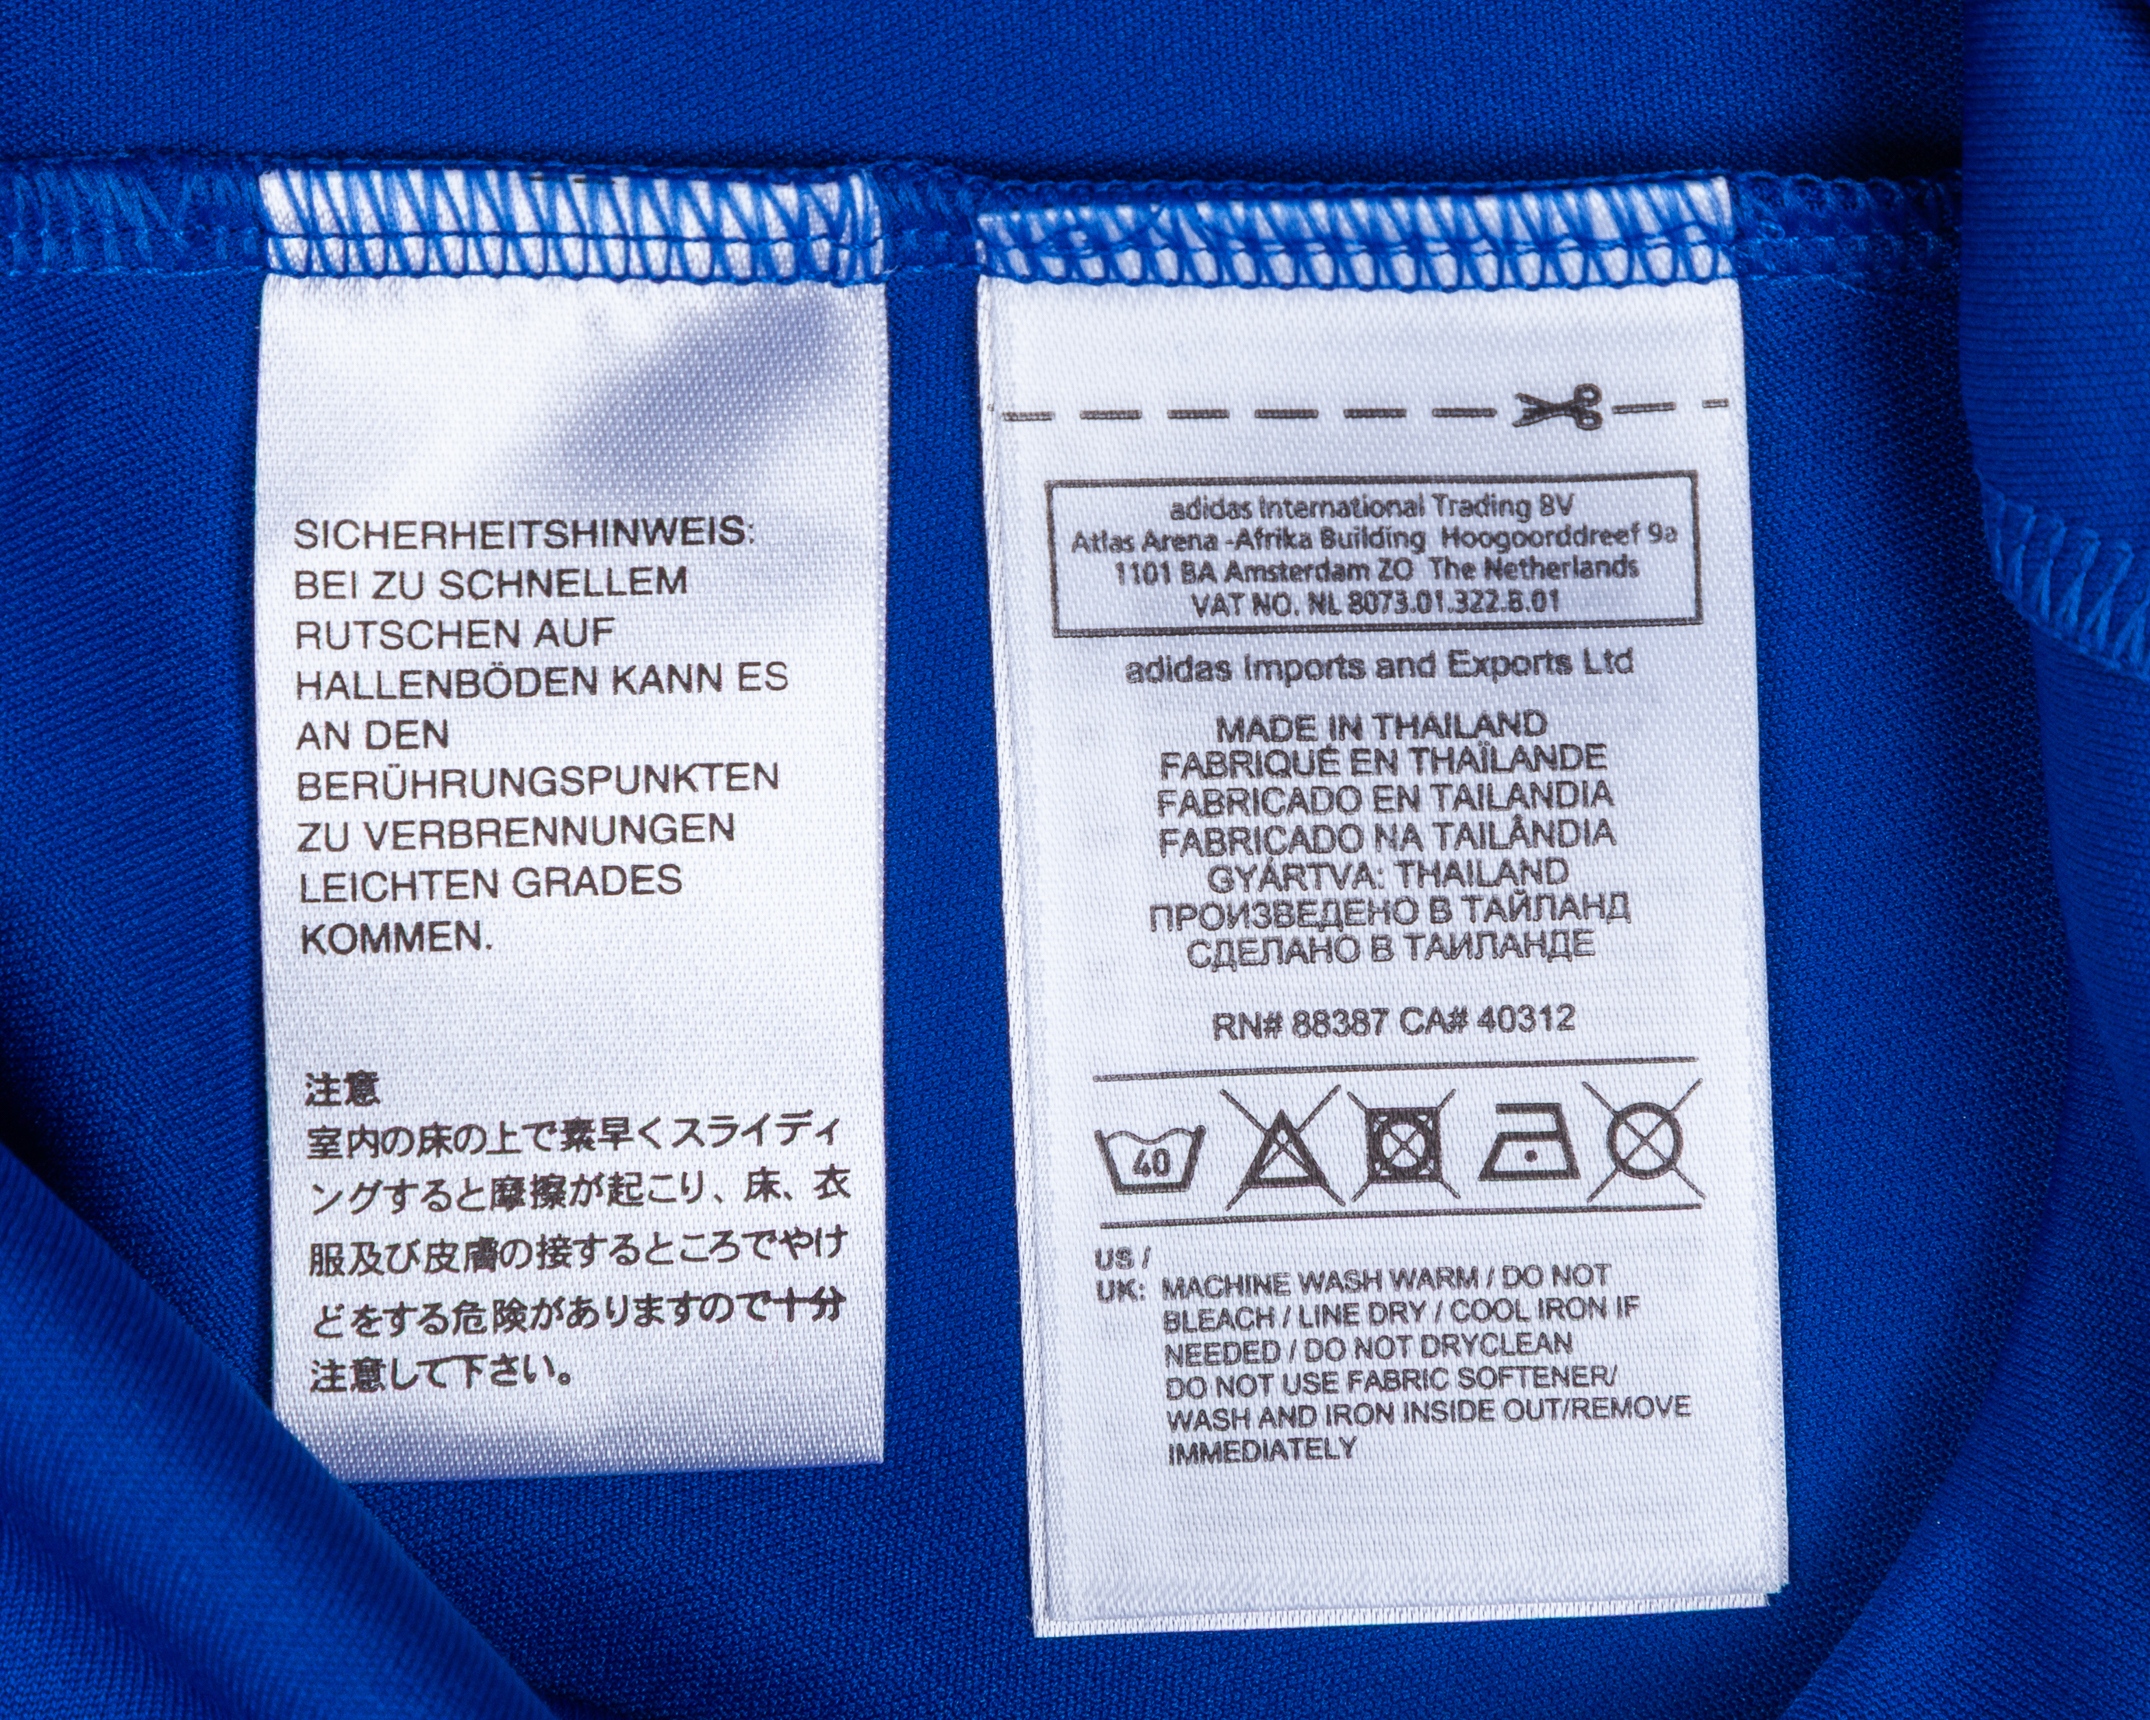 SICHERHEITSHINWEIS:
BEI ZU SCHNELLEM
RUTSCHEN AUF
HALLENBÖDEN KANN ES
AN DEN
BERÜHRUNGSPUNKTEN
ZU VERBRENNUNGEN
LEICHTEN GRADES
KOMMEN.
注意
室内の床の上で素早くスライディ
ングすると摩擦が起こり、床、衣
服及び皮膚の接するところでやけ
どをする危険がありますので十分
注意して下さい。
adidas International Trading BV
Atlas Arena -Afrika Building Hoogoorddreef 9a
1101 BA Amsterdam ZO The Netherlands
VAT NO. NL 8073.01.322.B.01
adidas Imports and Exports Ltd
MADE IN THAILAND
FABRIQUÉ EN THAÏLANDE
FABRICADO EN TAILANDIA
FABRICADO NA TAILÂNDIA
GYÁRTVA: THAILAND
ПРОИЗВЕДЕНО В ТАЙЛАНД
СДЕЛАНО В ТАИЛАНДЕ
RN# 88387 CA# 40312
40
US /
UK: MACHINE WASH WARM / DO NOT
BLEACH / LINE DRY / COOL IRON IF
NEEDED / DO NOT DRYCLEAN
DO NOT USE FABRIC SOFTENER/
WASH AND IRON INSIDE OUT/REMOVE
IMMEDIATELY